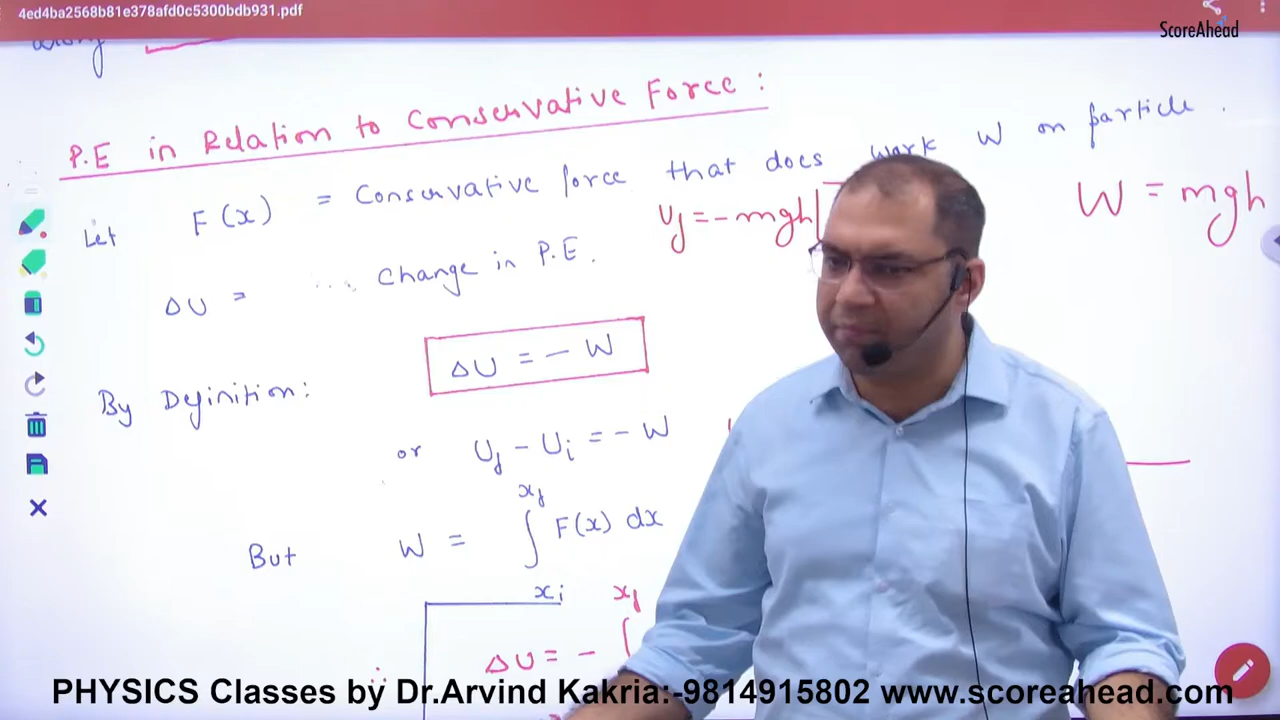 4ed4ba2568b81e378afd0c5300bdb931.pdf
ScoreAhead
along
P.E in Relation to Conservative Force :
Let F(x) = Conservative force that does work W on particle .
Uf = - mgh
W = mgh
ΔU = Change in P.E.
By Definition: ΔU = - W
or Uf - Ui = - W
But W = ∫ F(x) dx
xf
xi
xf
∴ ΔU = - ∫
PHYSICS Classes by Dr.Arvind Kakria:-9814915802 www.scoreahead.com